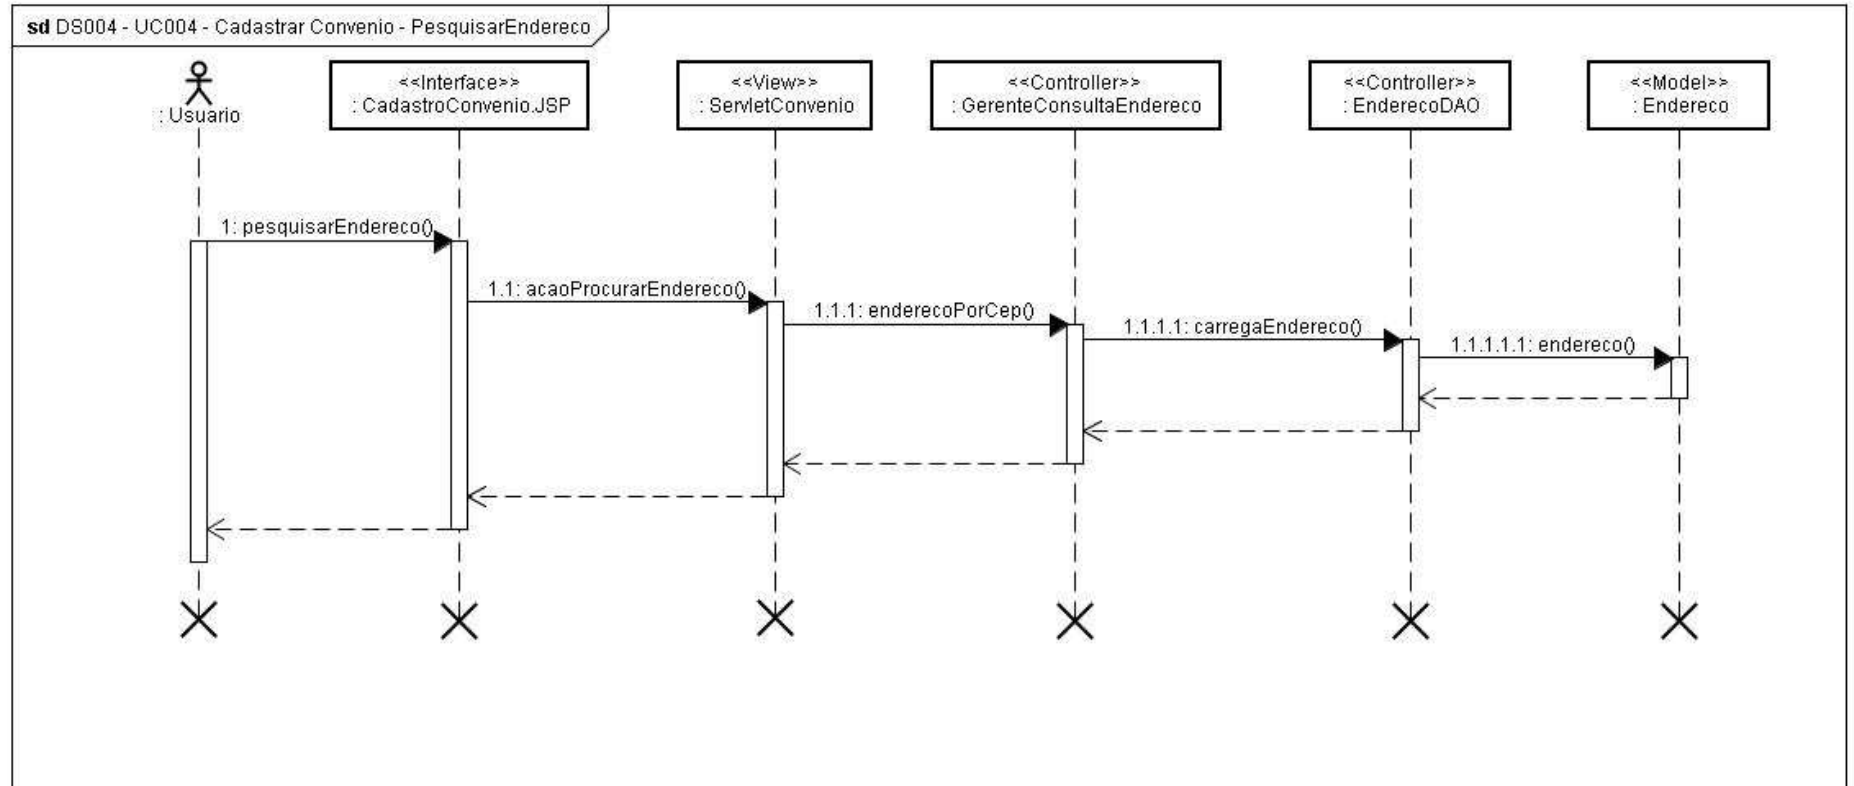 sd DS004 - UC004 - Cadastrar Convenio - PesquisarEndereco
: Usuario
<<Interface>>
: CadastroConvenio.JSP
<<View>>
: ServletConvenio
<<Controller>>
: GerenteConsultaEndereco
<<Controller>>
: EnderecoDAO
<<Model>>
: Endereco
1: pesquisarEndereco()
1.1: acaoProcurarEndereco()
1.1.1: enderecoPorCep()
1.1.1.1: carregaEndereco()
1.1.1.1.1: endereco()